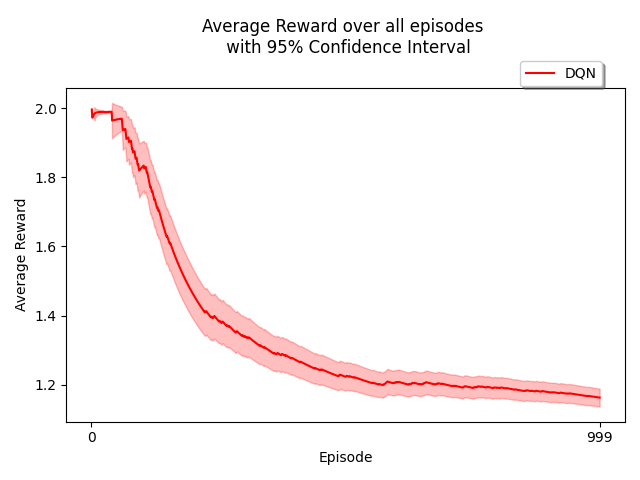 Average Reward over all episodes
with 95% Confidence Interval
DQN
2.0
1.8
1.6
1.4
1.2
Average Reward
0
999
Episode